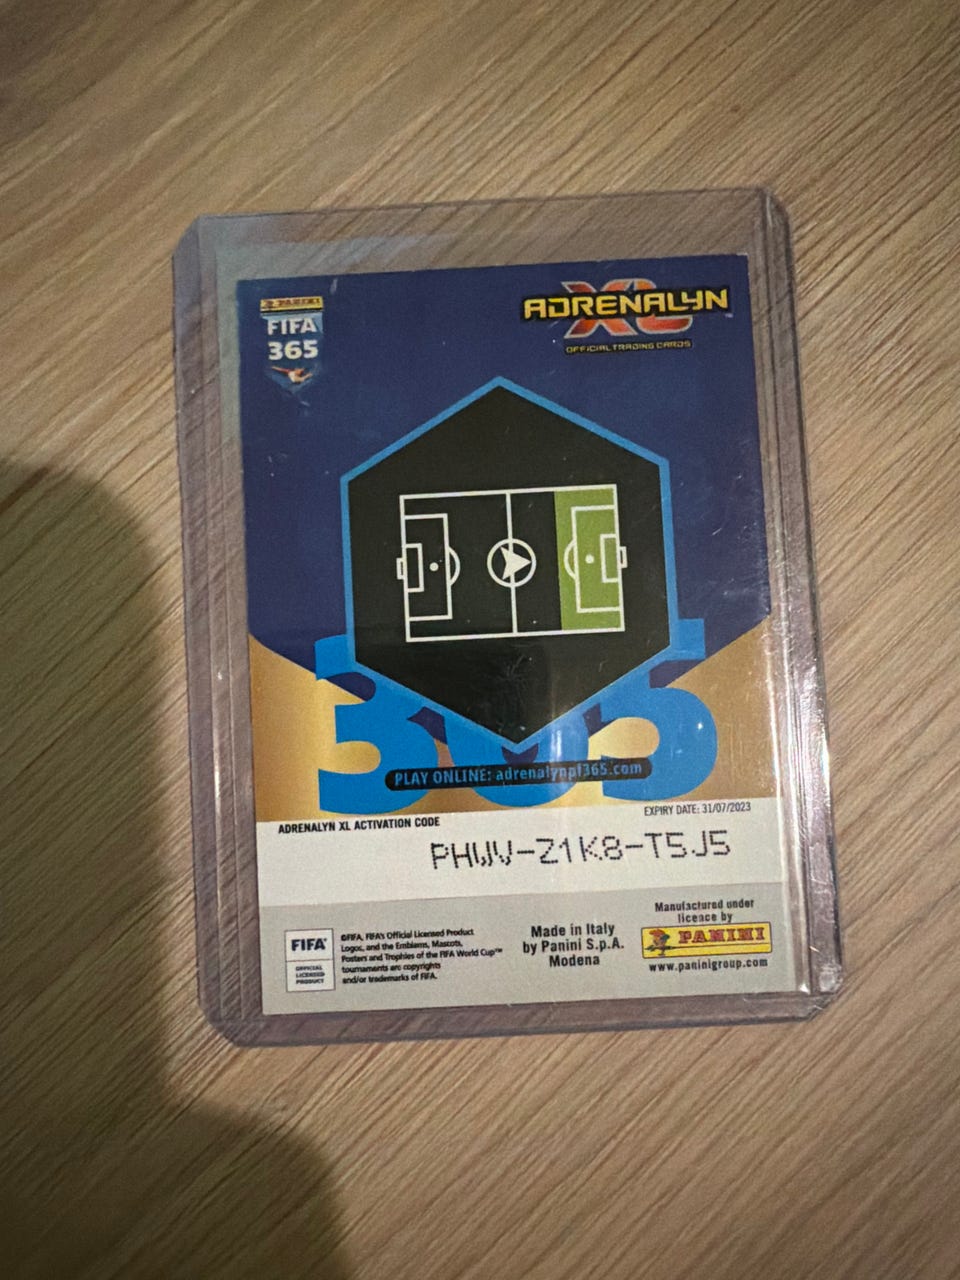 PANINI
FIFA
365
ADRENALYN
XL
OFFICIAL TRADING CARDS
365
PLAY ONLINE: adrenalynpl365.com
EXPIRY DATE: 31/07/2023
ADRENALYN XL ACTIVATION CODE
PHWV-Z1K8-T5J5
FIFA®
OFFICIAL
LICENSED
PRODUCT
©FIFA, FIFA's Official Licensed Product
Logos, and the Emblems, Mascots,
Posters and Trophies of the FIFA World Cup™
tournaments are copyrights
and/or trademarks of FIFA.
Made in Italy
by Panini S.p.A.
Modena
Manufactured under
licence by
PANINI
www.paninigroup.com